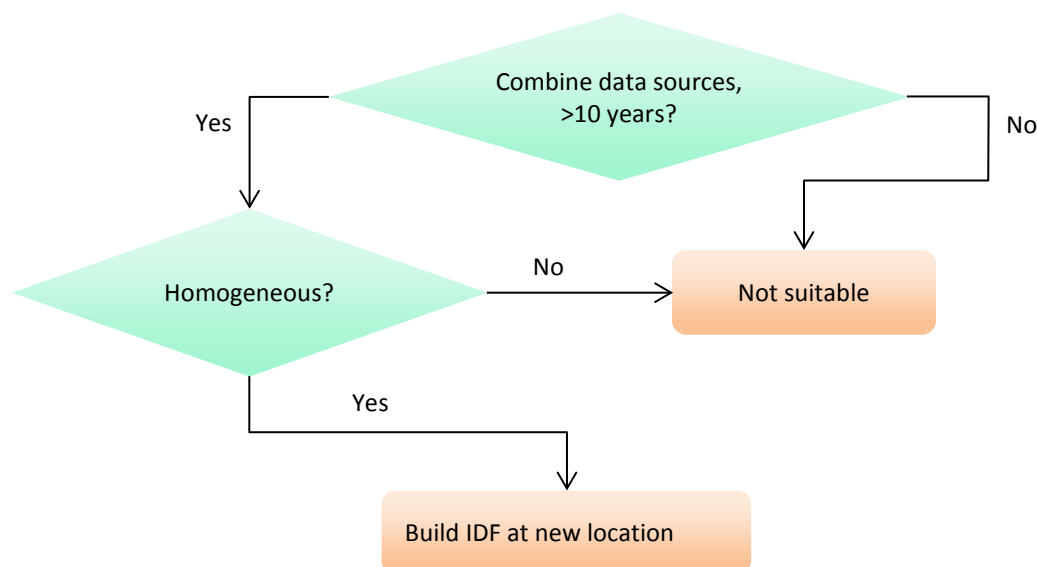 Combine data sources,
>10 years?
Yes
No
Homogeneous?
No
Not suitable
Yes
Build IDF at new location